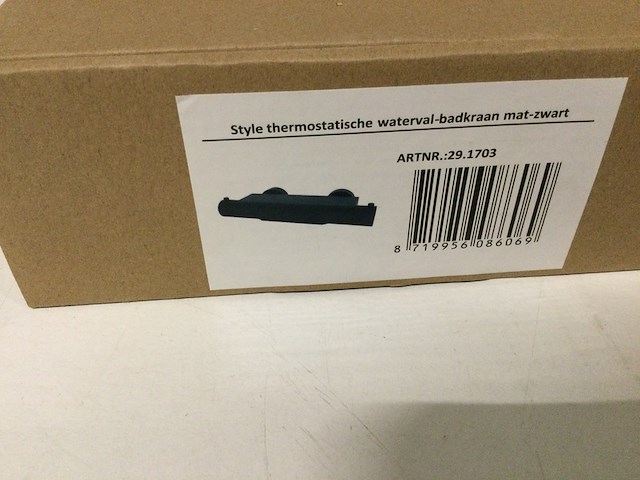 Style thermostatische waterval-badkraan mat-zwart
ARTNR.:29.1703
8 719956 086069